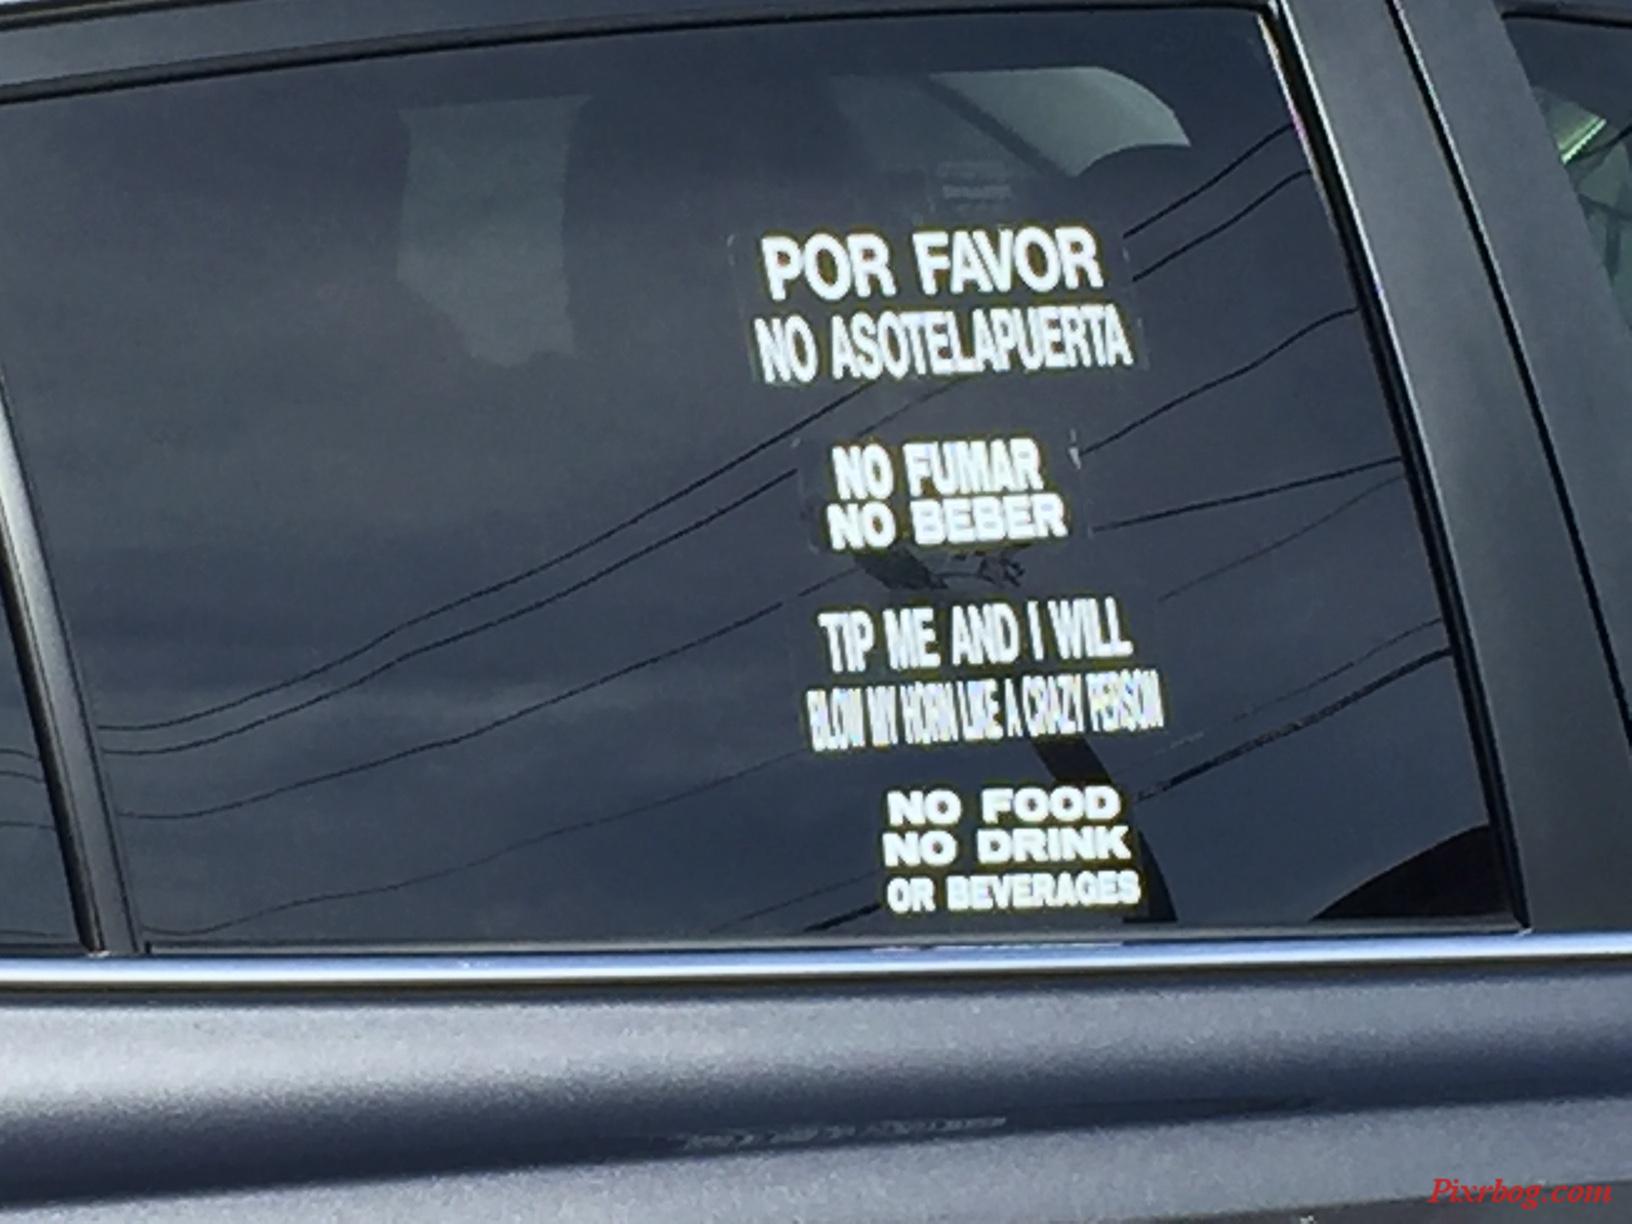 POR FAVOR
NO ASOTELAPUERTA
NO FUMAR
NO BEBER
TIP ME AND I WILL
BLOW MY HORN LIKE A CRAZY PERSON
NO FOOD
NO DRINK
OR BEVERAGES
Pixrbog.com